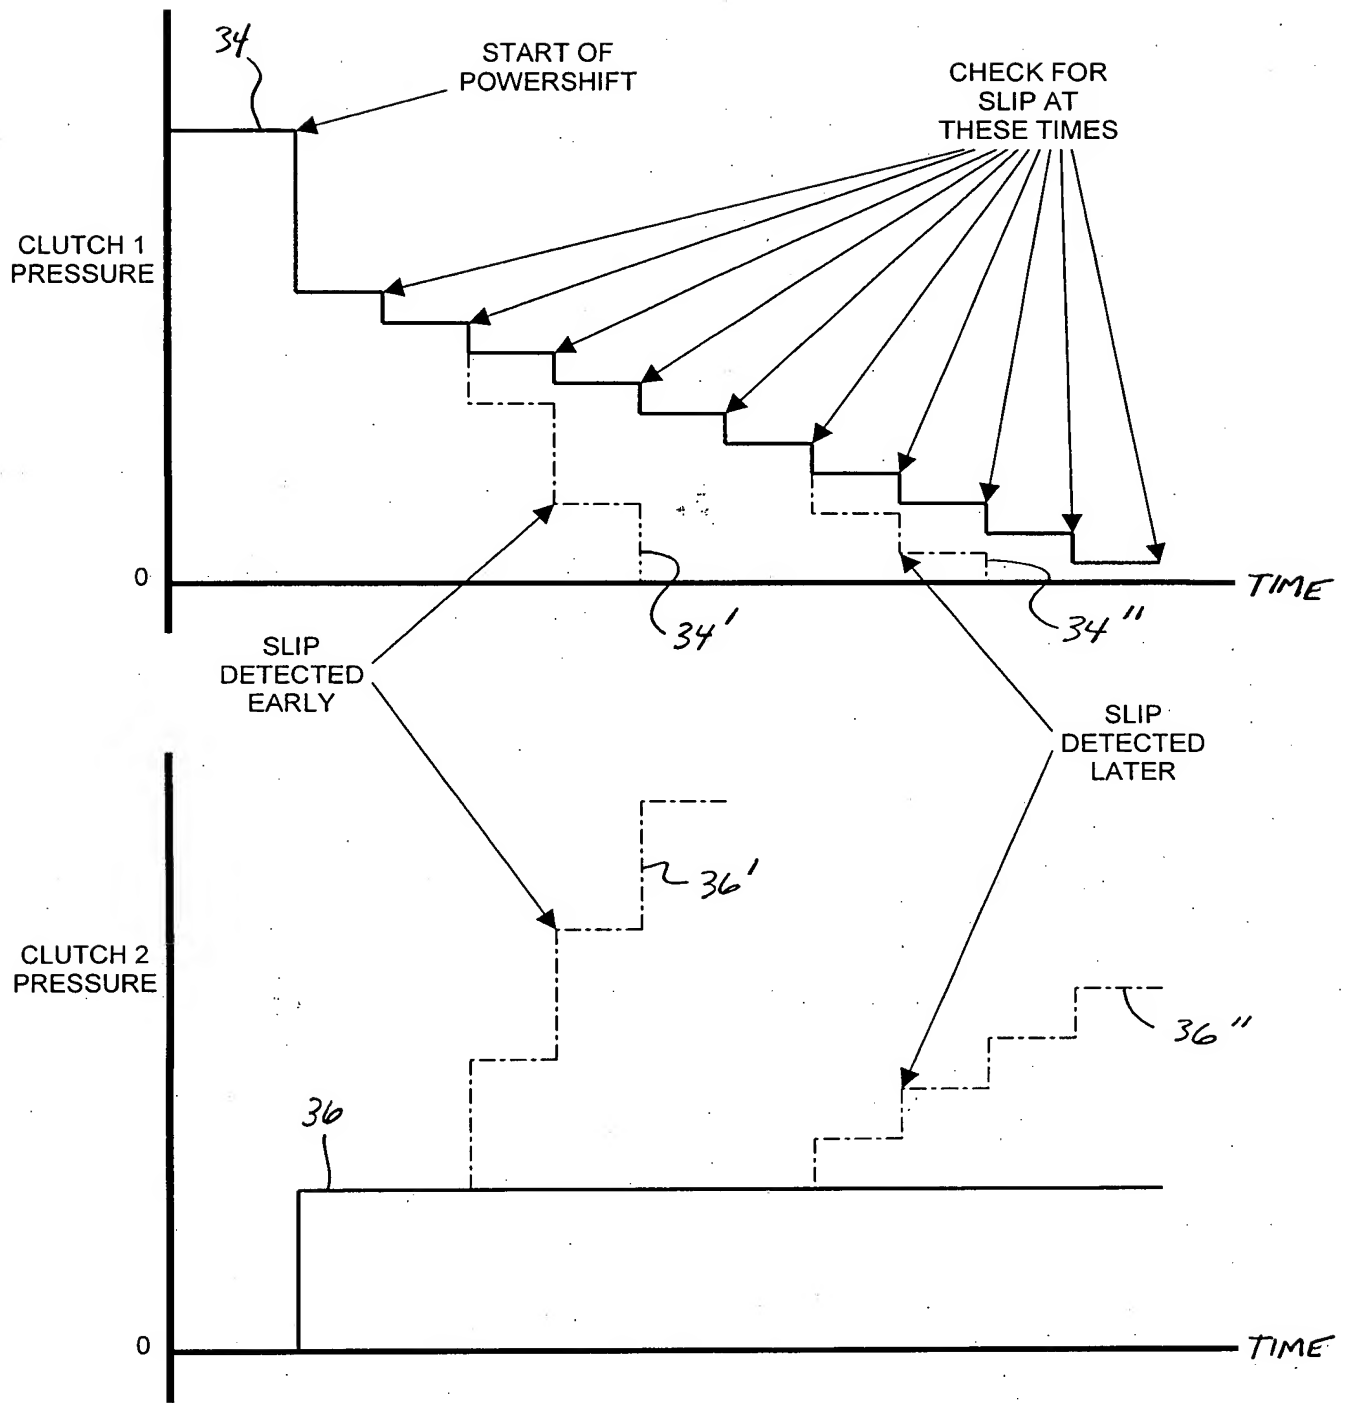 34
START OF
POWERSHIFT
CHECK FOR
SLIP AT
THESE TIMES
CLUTCH 1
PRESSURE
0
TIME
34'
34"
SLIP
DETECTED
EARLY
SLIP
DETECTED
LATER
36'
CLUTCH 2
PRESSURE
36"
36
0
TIME